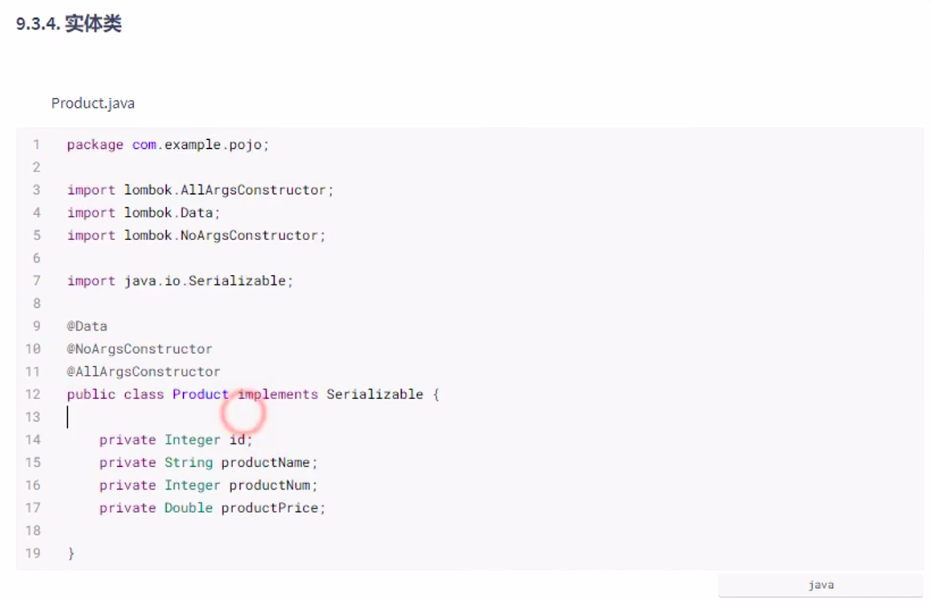 9.3.4. 实体类
Product.java
1 package com.example.pojo;
2
3 import lombok.AllArgsConstructor;
4 import lombok.Data;
5 import lombok.NoArgsConstructor;
6
7 import java.io.Serializable;
8
9 @Data
10 @NoArgsConstructor
11 @AllArgsConstructor
12 public class Product implements Serializable {
13
14     private Integer id;
15     private String productName;
16     private Integer productNum;
17     private Double productPrice;
18
19 }
java